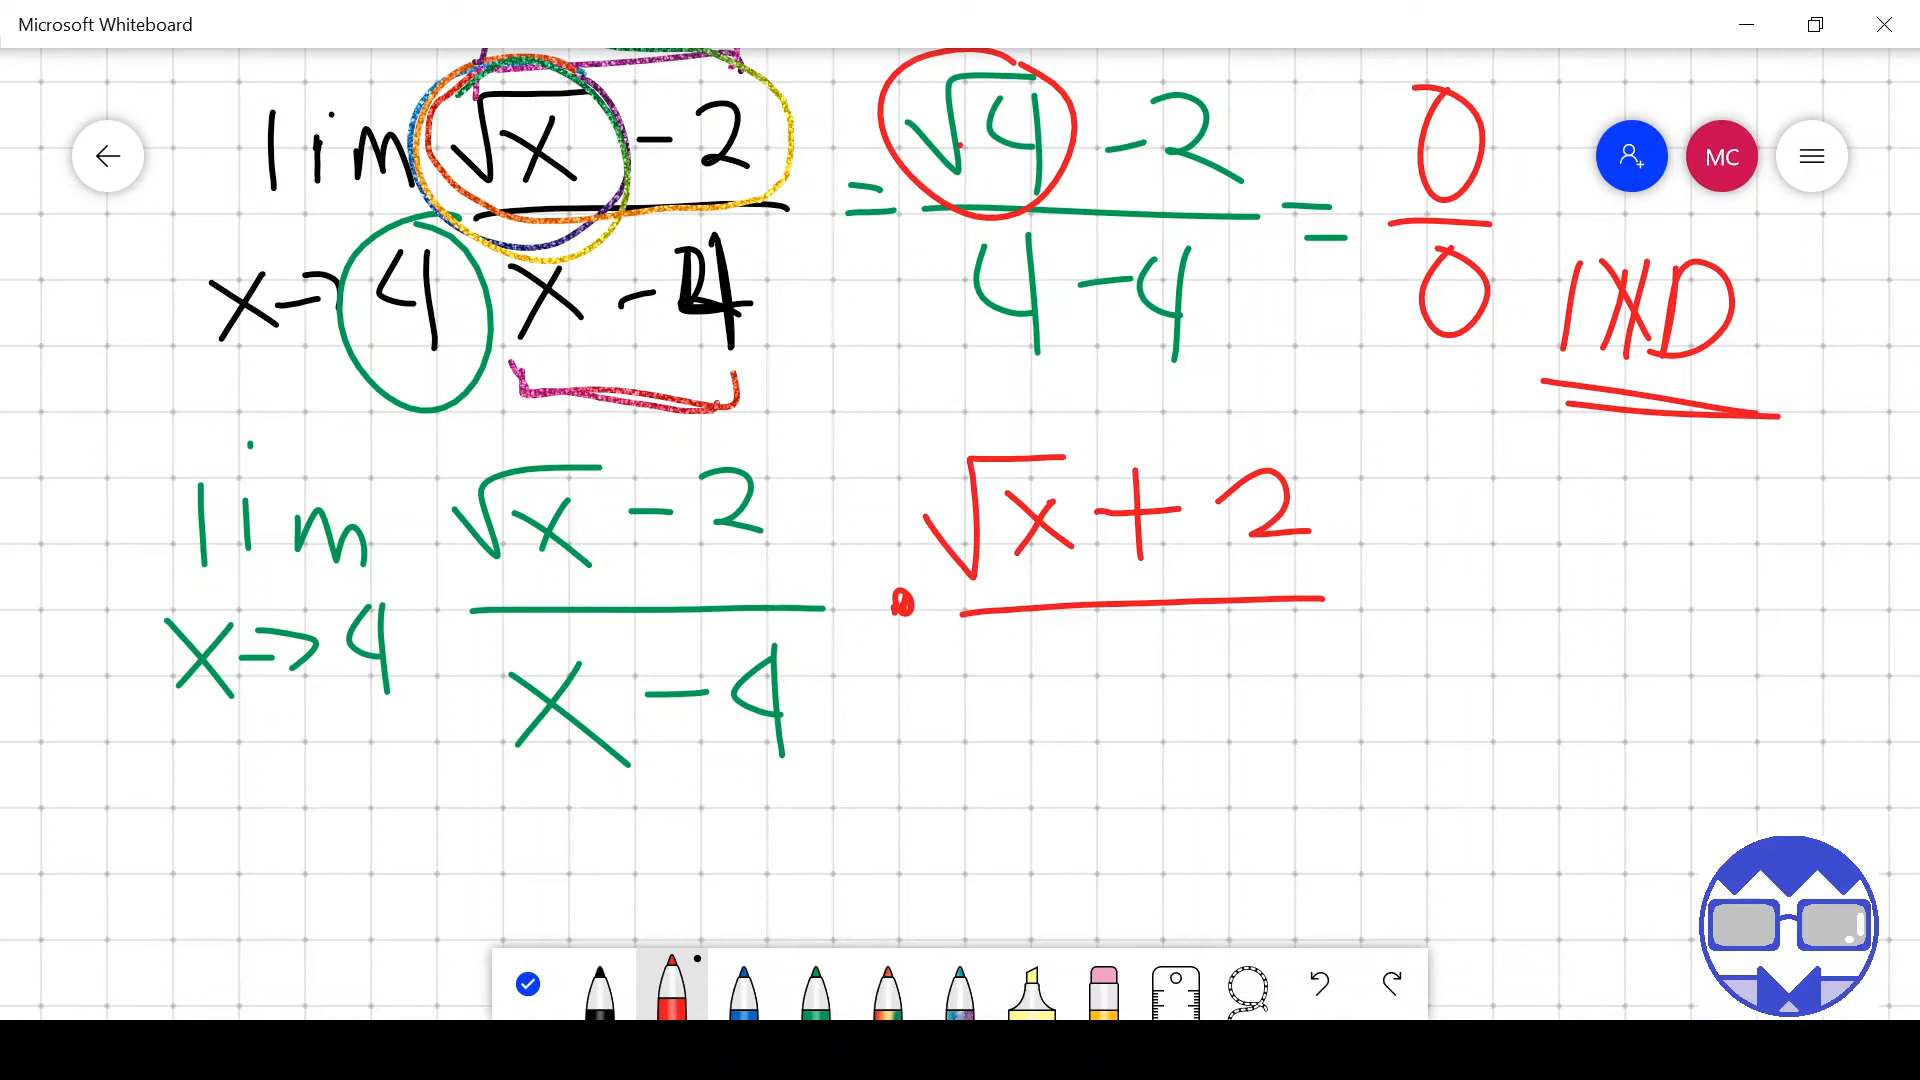 Microsoft Whiteboard
lim √x - 2 = √4 - 2 = 0
x->4 x - 4 4 - 4 0 IND
MC
lim √x - 2 . √x + 2
x->4 x - 4